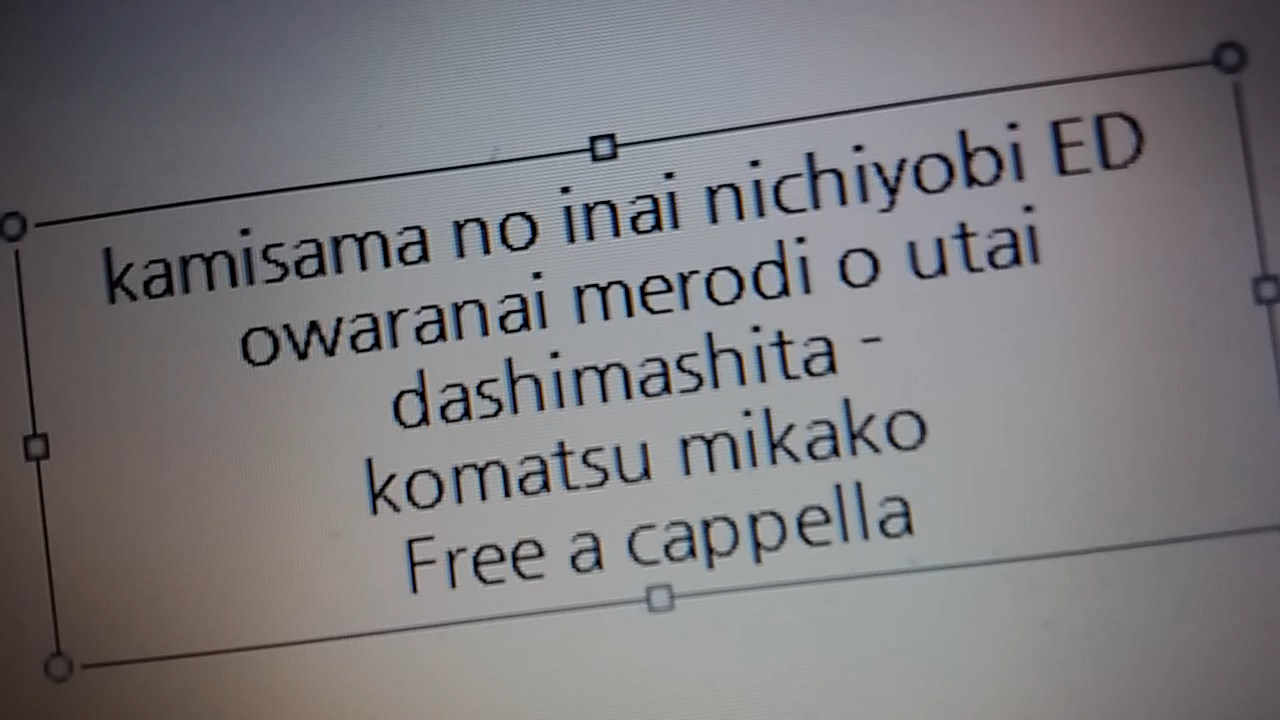 kamisama no inai nichiyobi ED
owaranai merodi o utai
dashimashita -
komatsu mikako
Free a cappella